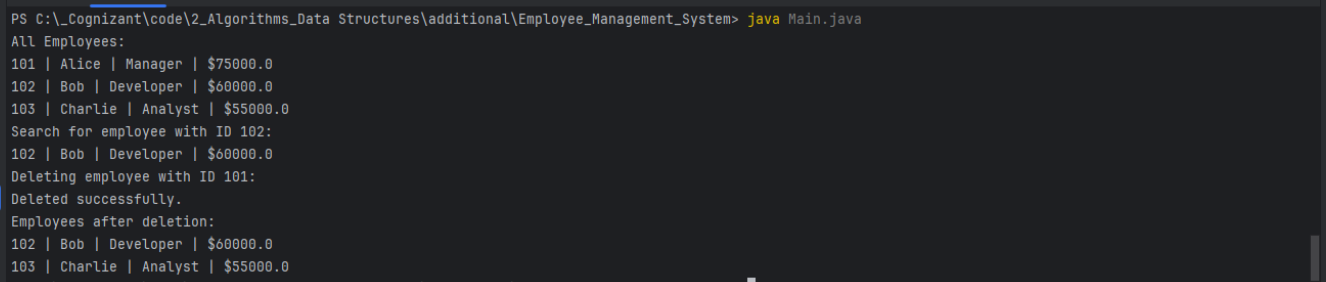 PS C:\_Cognizant\code\2_Algorithms_Data Structures\additional\Employee_Management_System> java Main.java
All Employees:
101 | Alice | Manager | $75000.0
102 | Bob | Developer | $60000.0
103 | Charlie | Analyst | $55000.0
Search for employee with ID 102:
102 | Bob | Developer | $60000.0
Deleting employee with ID 101:
Deleted successfully.
Employees after deletion:
102 | Bob | Developer | $60000.0
103 | Charlie | Analyst | $55000.0